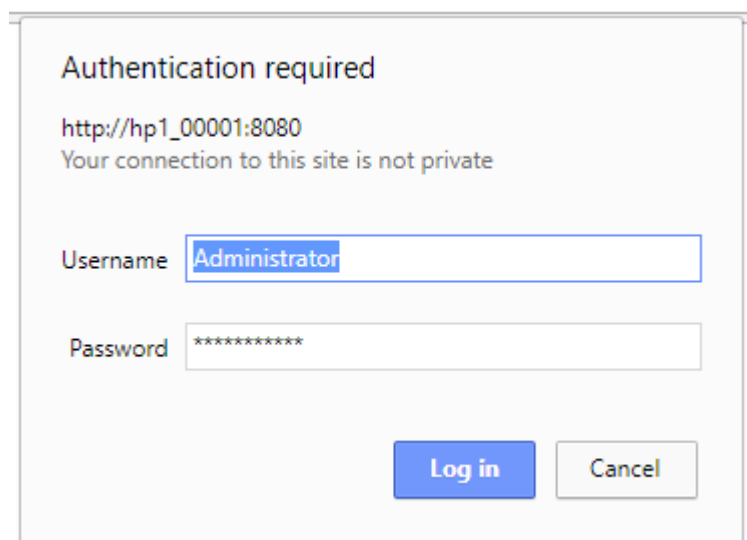 Authentication required
http://hp1_00001:8080
Your connection to this site is not private
Username Administrator
Password ***********
Log in Cancel